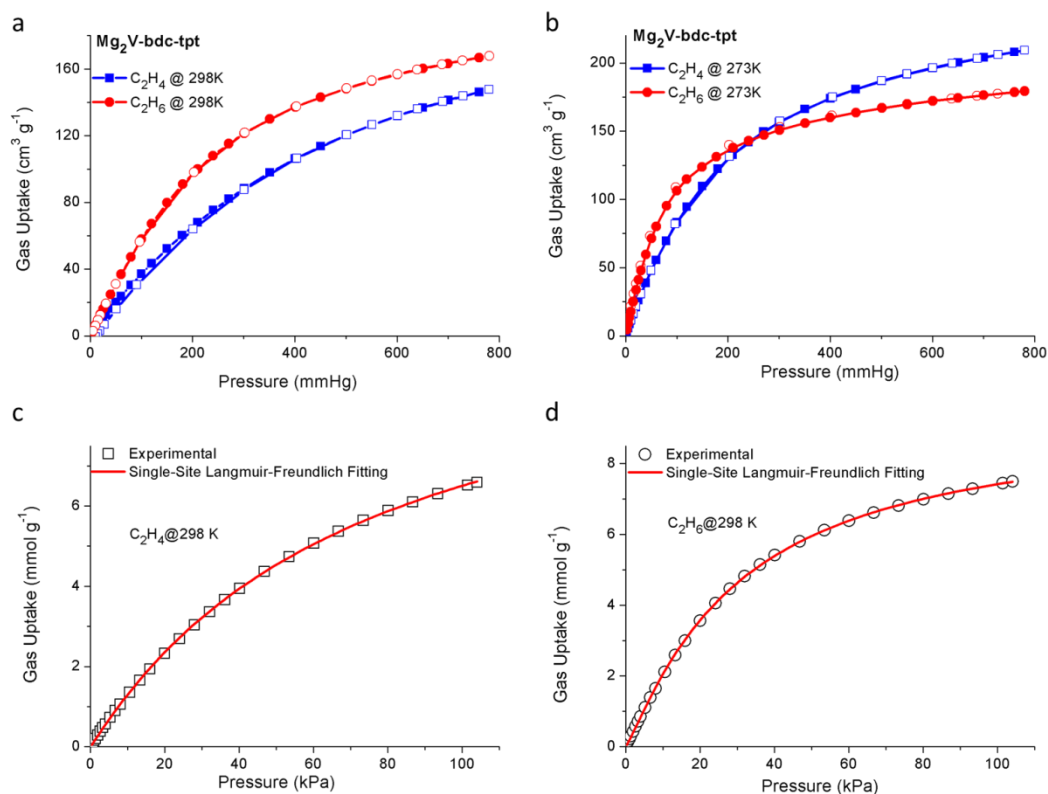 a
Mg₂V-bdc-tpt
C₂H₄ @ 298K
C₂H₆ @ 298K
Gas Uptake (cm³ g⁻¹)
160
120
80
40
0
0 200 400 600 800
Pressure (mmHg)
b
Mg₂V-bdc-tpt
C₂H₄ @ 273K
C₂H₆ @ 273K
Gas Uptake (cm³ g⁻¹)
200
150
100
50
0
0 200 400 600 800
Pressure (mmHg)
c
Experimental
Single-Site Langmuir-Freundlich Fitting
C₂H₄@298 K
Gas Uptake (mmol g⁻¹)
6
4
2
0
0 20 40 60 80 100
Pressure (kPa)
d
Experimental
Single-Site Langmuir-Freundlich Fitting
C₂H₆@298 K
Gas Uptake (mmol g⁻¹)
8
6
4
2
0
0 20 40 60 80 100
Pressure (kPa)